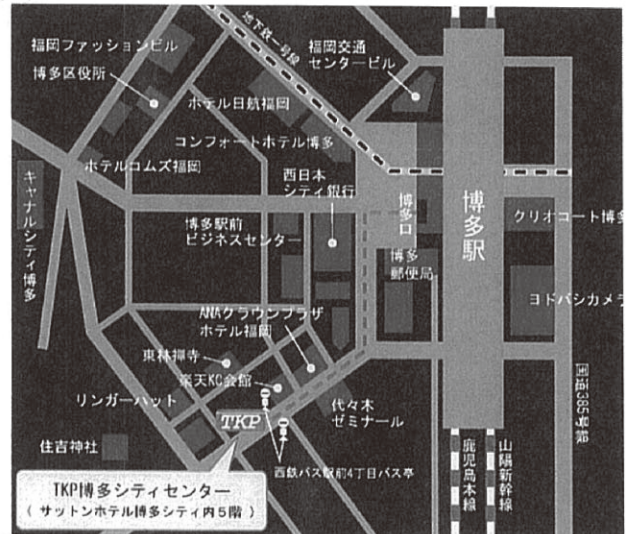 地下鉄一号線
福岡ファッションビル
博多区役所
福岡交通
センタービル
ホテル日航福岡
コンフォートホテル博多
ホテルコムズ福岡
西日本
シティ銀行
キャナルシティ博多
博多駅前
ビジネスセンター
博多口
博多駅
クリオコート博多
博多
郵便局
ヨドバシカメラ
ANAクラウンプラザ
ホテル福岡
東林禅寺
楽天KC会館
リンガーハット
TKP
代々木
ゼミナール
国道385号線
住吉神社
西鉄バス駅前4丁目バス亭
鹿児島本線
山陽新幹線
TKP博多シティセンター
( サットンホテル博多シティ内5階 )